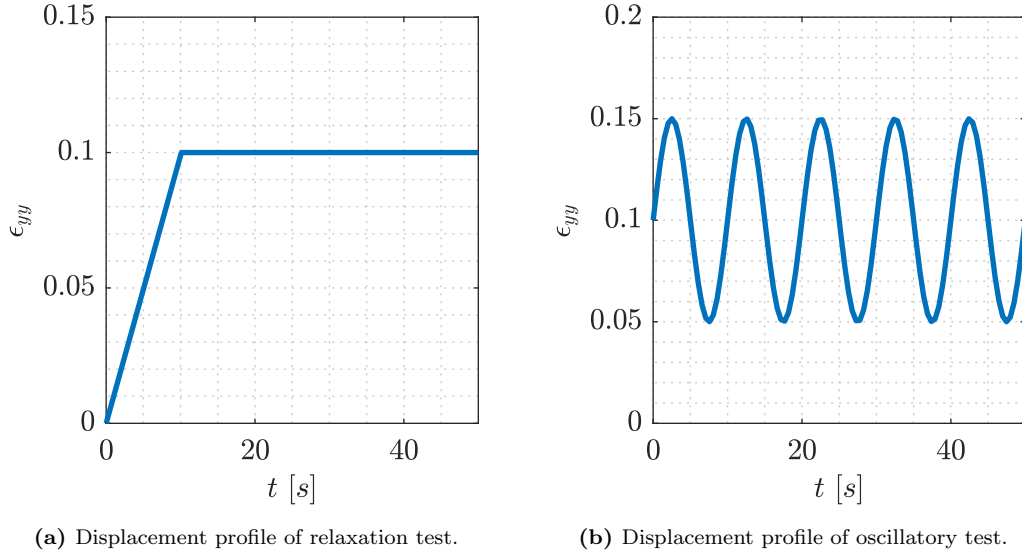 0.15
0.1
0.05
0
0
20
40
ϵyy
t [s]
(a) Displacement profile of relaxation test.
0.2
0.15
0.1
0.05
0
0
20
40
ϵyy
t [s]
(b) Displacement profile of oscillatory test.